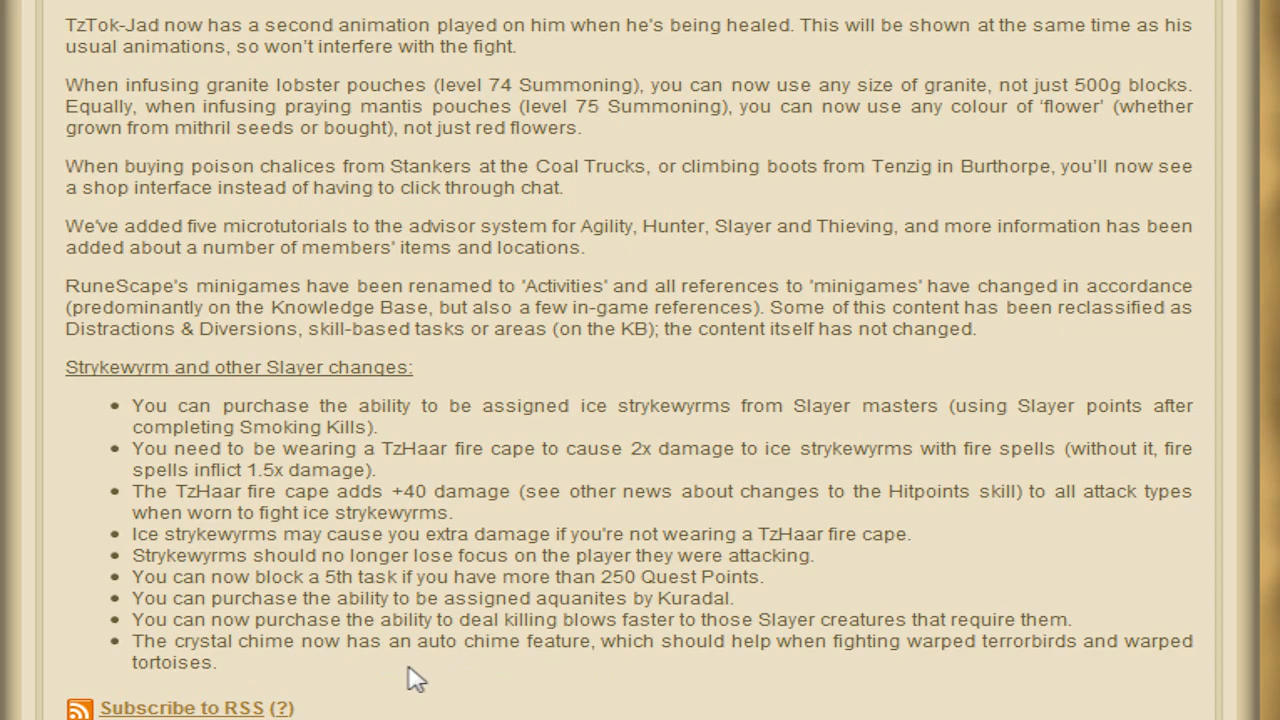 TzTok-Jad now has a second animation played on him when he's being healed. This will be shown at the same time as his
usual animations, so won't interfere with the fight.
When infusing granite lobster pouches (level 74 Summoning), you can now use any size of granite, not just 500g blocks.
Equally, when infusing praying mantis pouches (level 75 Summoning), you can now use any colour of ‘flower’ (whether
grown from mithril seeds or bought), not just red flowers.
When buying poison chalices from Stankers at the Coal Trucks, or climbing boots from Tenzig in Burthorpe, you’ll now see
a shop interface instead of having to click through chat.
We've added five microtutorials to the advisor system for Agility, Hunter, Slayer and Thieving, and more information has been
added about a number of members' items and locations.
RuneScape's minigames have been renamed to 'Activities' and all references to 'minigames' have changed in accordance
(predominantly on the Knowledge Base, but also a few in-game references). Some of this content has been reclassified as
Distractions & Diversions, skill-based tasks or areas (on the KB); the content itself has not changed.
Strykewyrm and other Slayer changes:
• You can purchase the ability to be assigned ice strykewyrms from Slayer masters (using Slayer points after
completing Smoking Kills).
• You need to be wearing a TzHaar fire cape to cause 2x damage to ice strykewyrms with fire spells (without it, fire
spells inflict 1.5x damage).
• The TzHaar fire cape adds +40 damage (see other news about changes to the Hitpoints skill) to all attack types
when worn to fight ice strykewyrms.
• Ice strykewyrms may cause you extra damage if you're not wearing a TzHaar fire cape.
• Strykewyrms should no longer lose focus on the player they were attacking.
• You can now block a 5th task if you have more than 250 Quest Points.
• You can purchase the ability to be assigned aquanites by Kuradal.
• You can now purchase the ability to deal killing blows faster to those Slayer creatures that require them.
• The crystal chime now has an auto chime feature, which should help when fighting warped terrorbirds and warped
tortoises.
Subscribe to RSS (?)